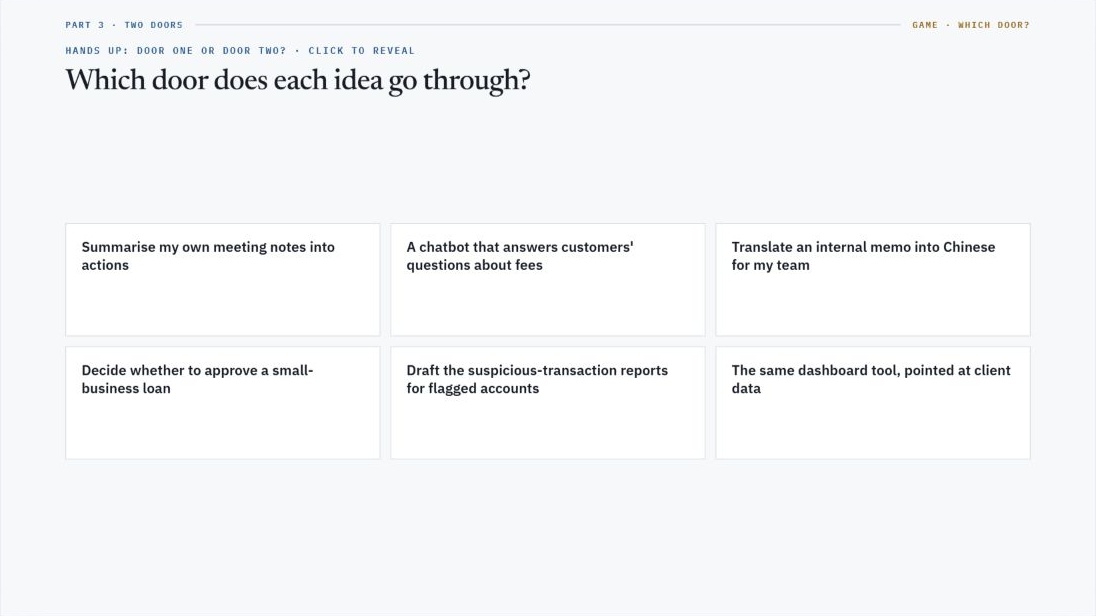 PART 3 · TWO DOORS
GAME · WHICH DOOR?
HANDS UP: DOOR ONE OR DOOR TWO? · CLICK TO REVEAL
Which door does each idea go through?
Summarise my own meeting notes into
actions
A chatbot that answers customers'
questions about fees
Translate an internal memo into Chinese
for my team
Decide whether to approve a small-
business loan
Draft the suspicious-transaction reports
for flagged accounts
The same dashboard tool, pointed at client
data